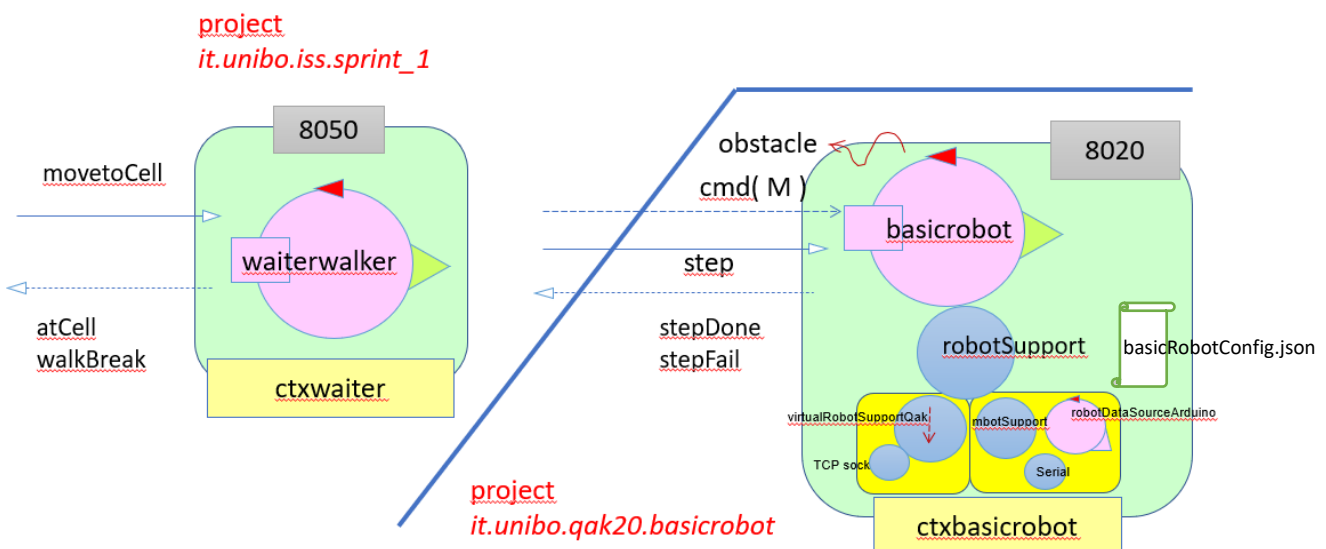 project
it.unibo.iss.sprint_1
8050
movetoCell
waiterwalker
atCell
walkBreak
ctxwaiter
obstacle
8020
cmd( M )
basicrobot
step
stepDone
stepFail
robotSupport
basicRobotConfig.json
virtualRobotSupportQak
mbotSupport
robotDataSourceArduino
TCP sock
Serial
project
it.unibo.qak20.basicrobot
ctxbasicrobot